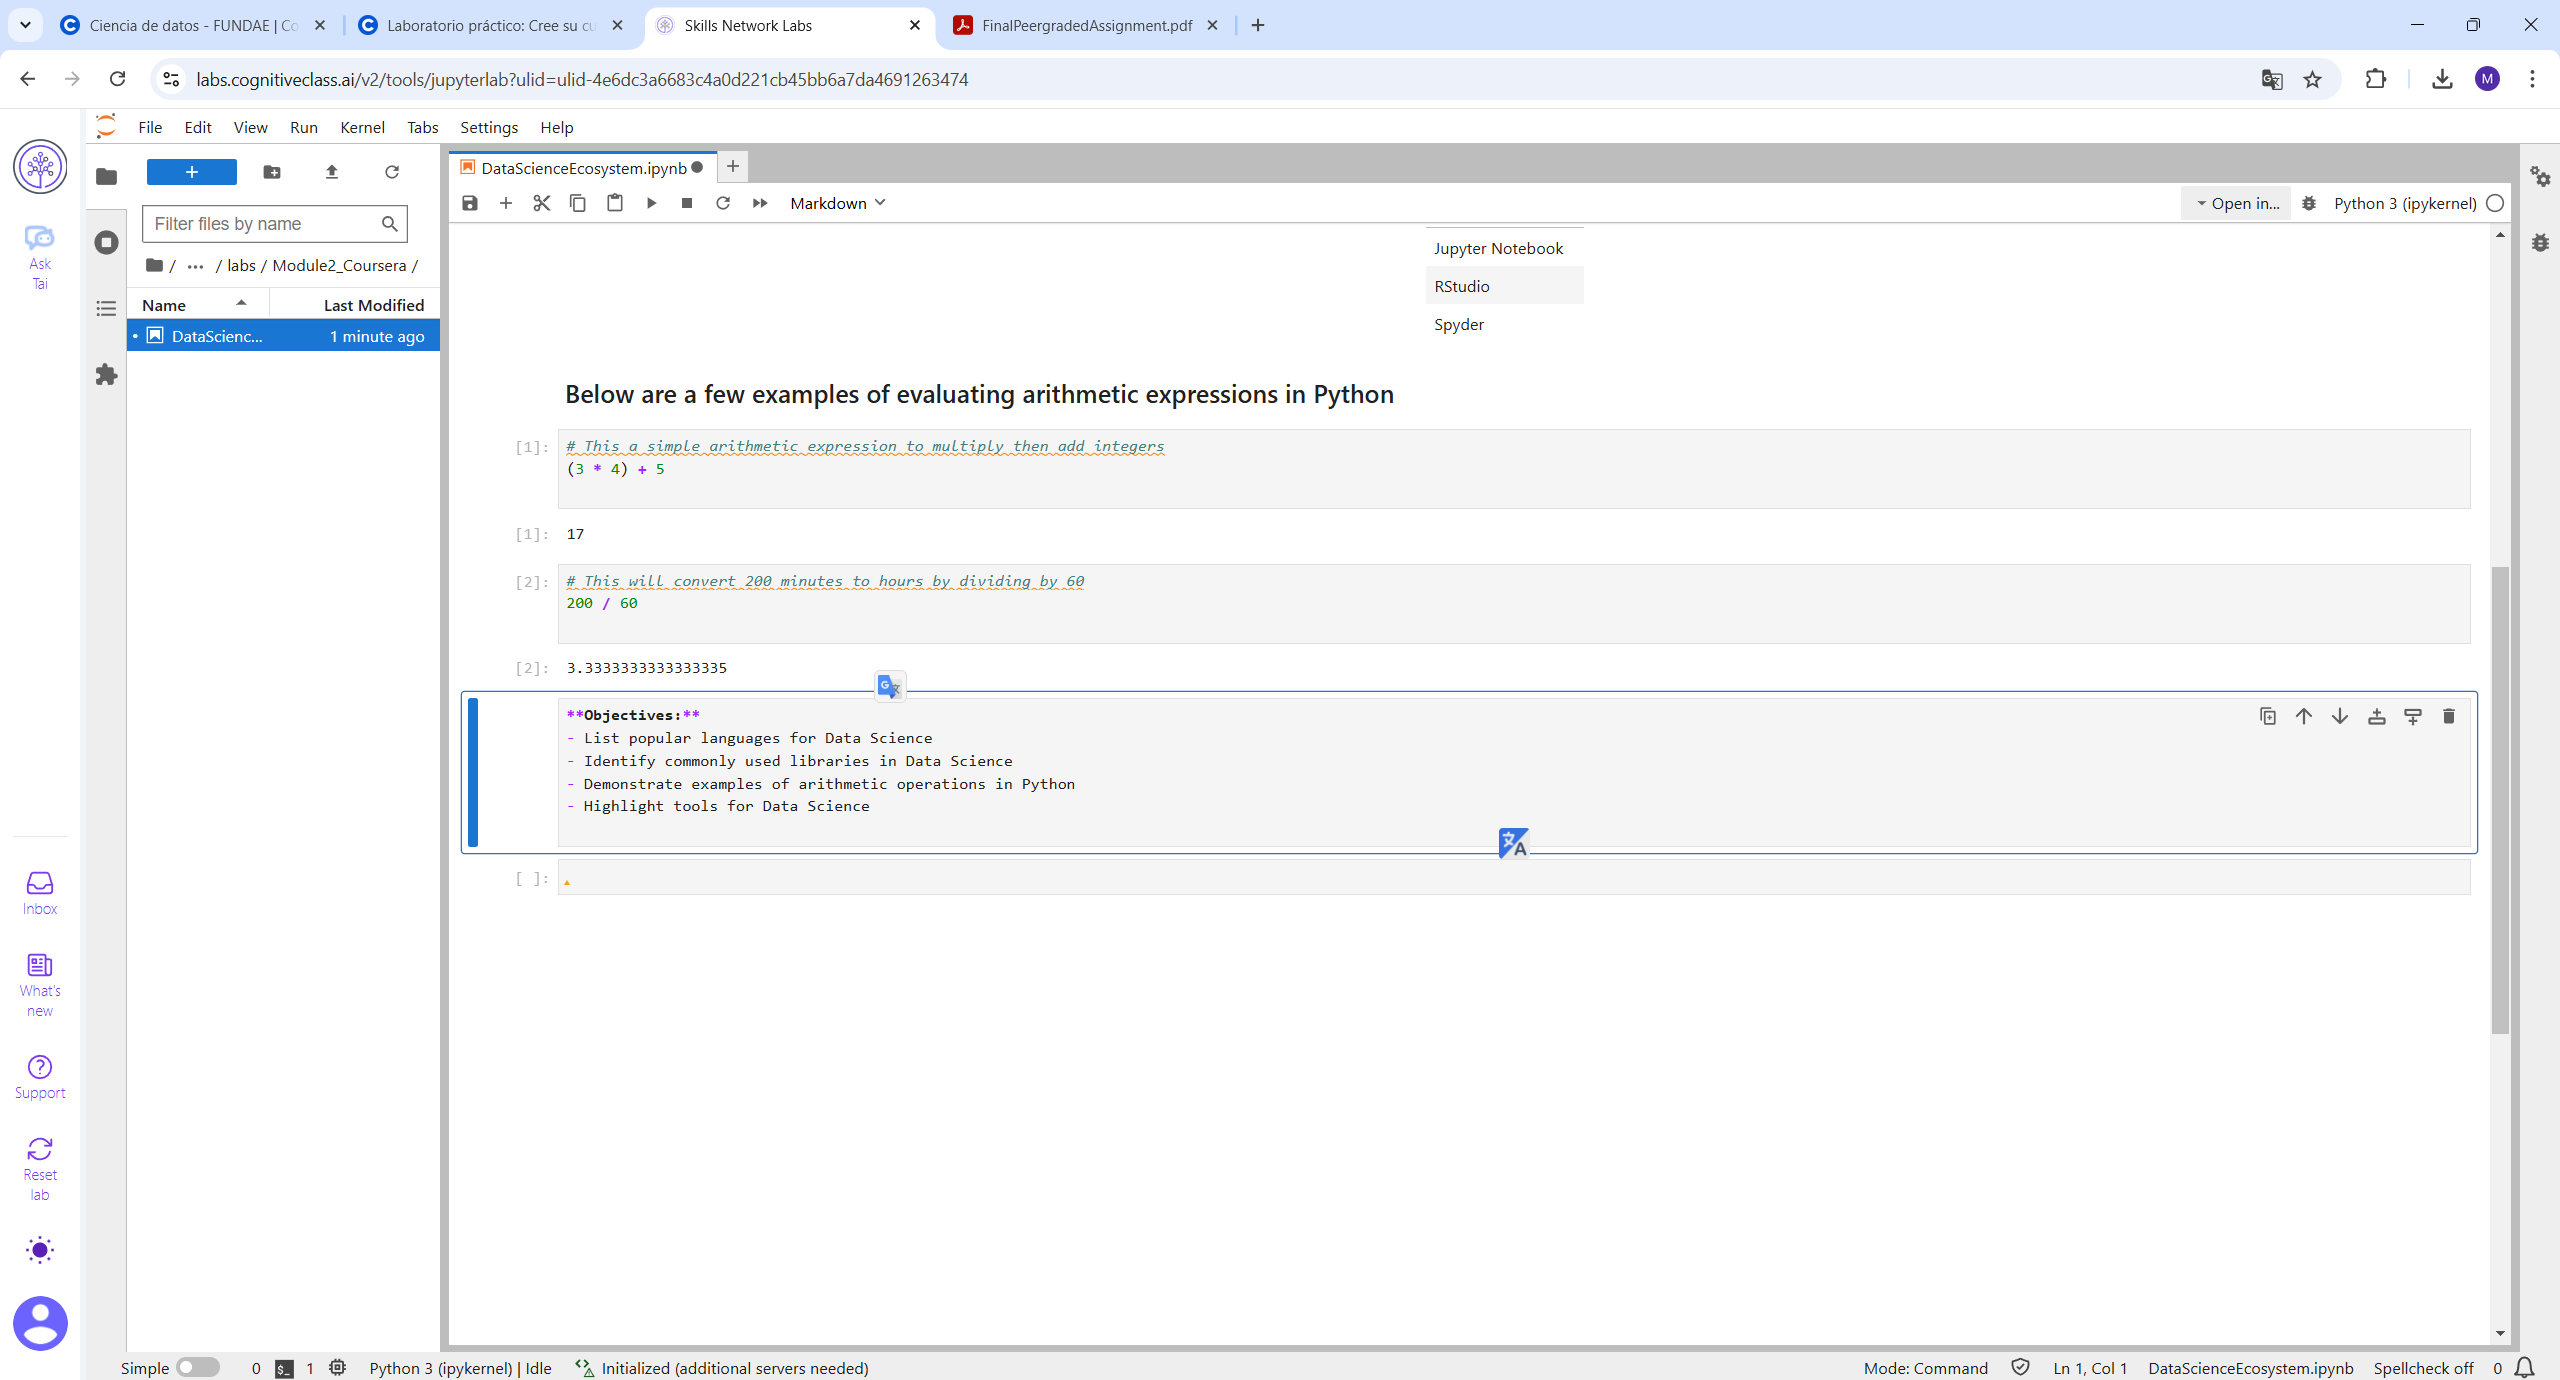 Ciencia de datos - FUNDAE | Co
Laboratorio práctico: Cree su cu
Skills Network Labs
FinalPeergradedAssignment.pdf
labs.cognitiveclass.ai/v2/tools/jupyterlab?ulid=ulid-4e6dc3a6683c4a0d221cb45bb6a7da4691263474
M
File Edit View Run Kernel Tabs Settings Help
Ask
Tai
Filter files by name
/ ... / labs / Module2_Coursera /
Name Last Modified
DataScienc... 1 minute ago
Inbox
What's
new
Support
Reset
lab
DataScienceEcosystem.ipynb
Markdown
Open in...
Python 3 (ipykernel)
Jupyter Notebook
RStudio
Spyder
Below are a few examples of evaluating arithmetic expressions in Python
[1]: # This a simple arithmetic expression to multiply then add integers
(3 * 4) + 5
[1]: 17
[2]: # This will convert 200 minutes to hours by dividing by 60
200 / 60
[2]: 3.3333333333333335
**Objectives:**
- List popular languages for Data Science
- Identify commonly used libraries in Data Science
- Demonstrate examples of arithmetic operations in Python
- Highlight tools for Data Science
[ ]:
Simple 0 1 Python 3 (ipykernel) | Idle Initialized (additional servers needed) Mode: Command Ln 1, Col 1 DataScienceEcosystem.ipynb Spellcheck off 0